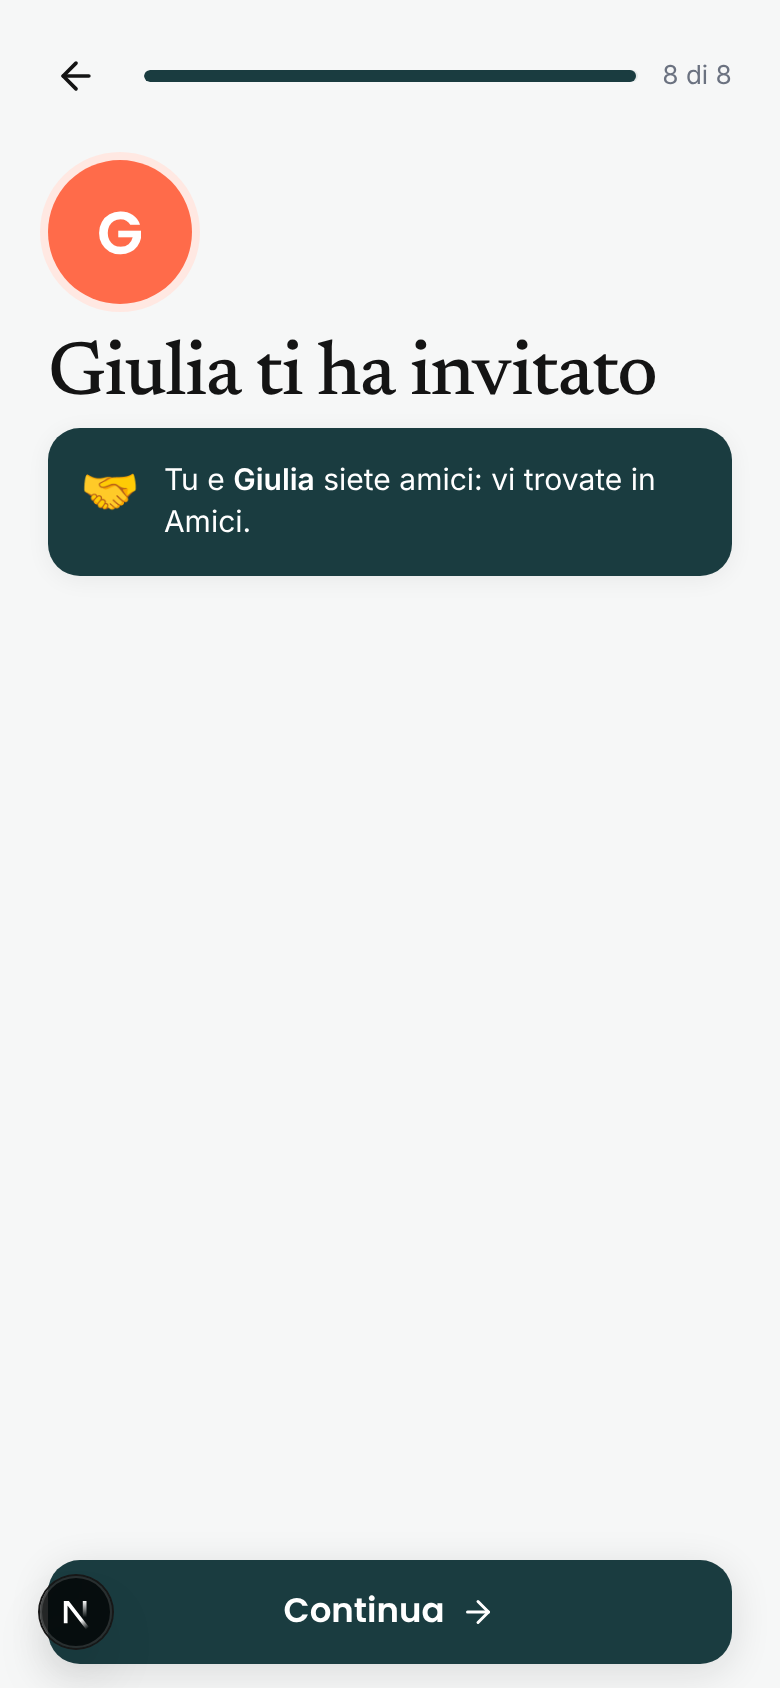 8 di 8
G
Giulia ti ha invitato
Tu e Giulia siete amici: vi trovate in
Amici.
N
Continua